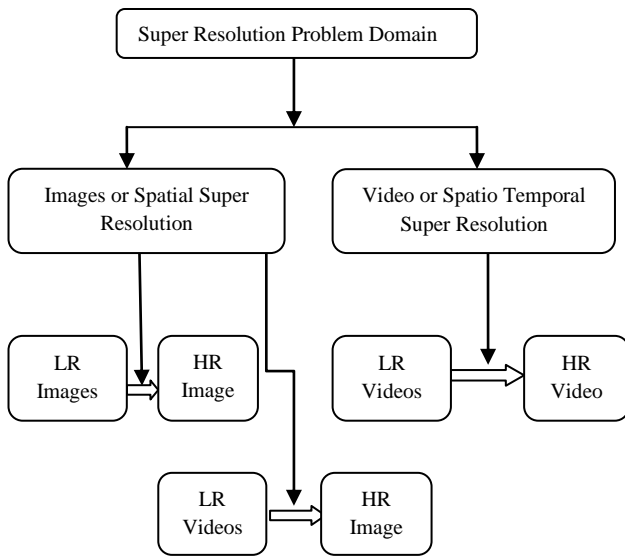 Super Resolution Problem Domain
Images or Spatial Super
Resolution
Video or Spatio Temporal
Super Resolution
LR
Images
HR
Image
LR
Videos
HR
Video
LR
Videos
HR
Image